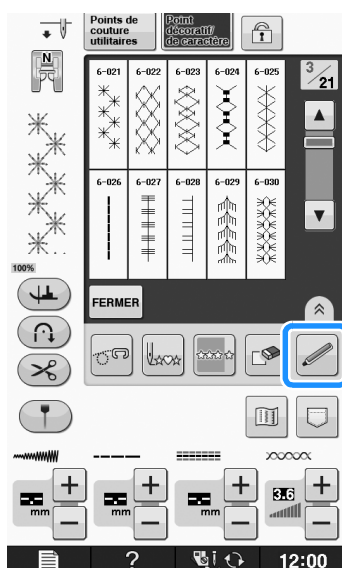 Points de
couture
utilitaires
Point
décoratif/
de caractère
N
6-021 6-022 6-023 6-024 6-025
3/21
6-026 6-027 6-028 6-029 6-030
100%
FERMER
mm mm mm 3.6
? i 12:00